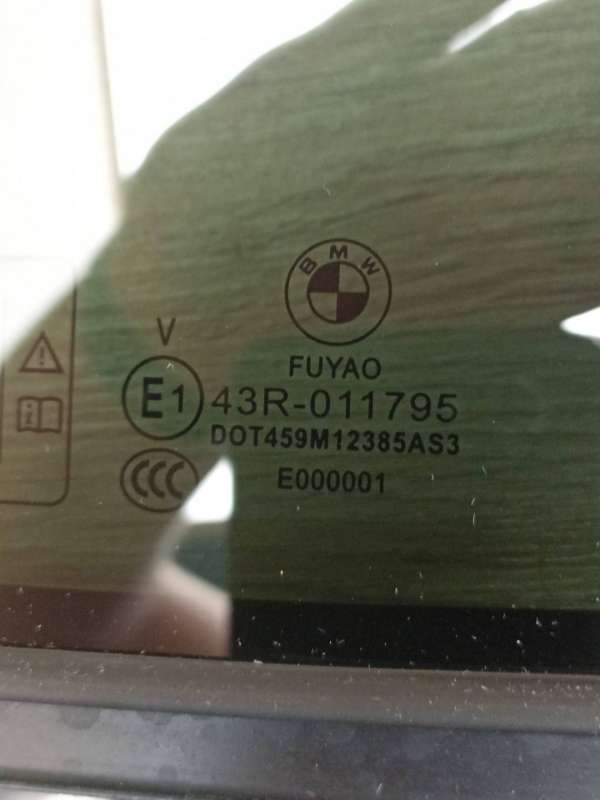 BMW
V
FUYAO
E1 43R-011795
DOT459M12385AS3
CCC E000001